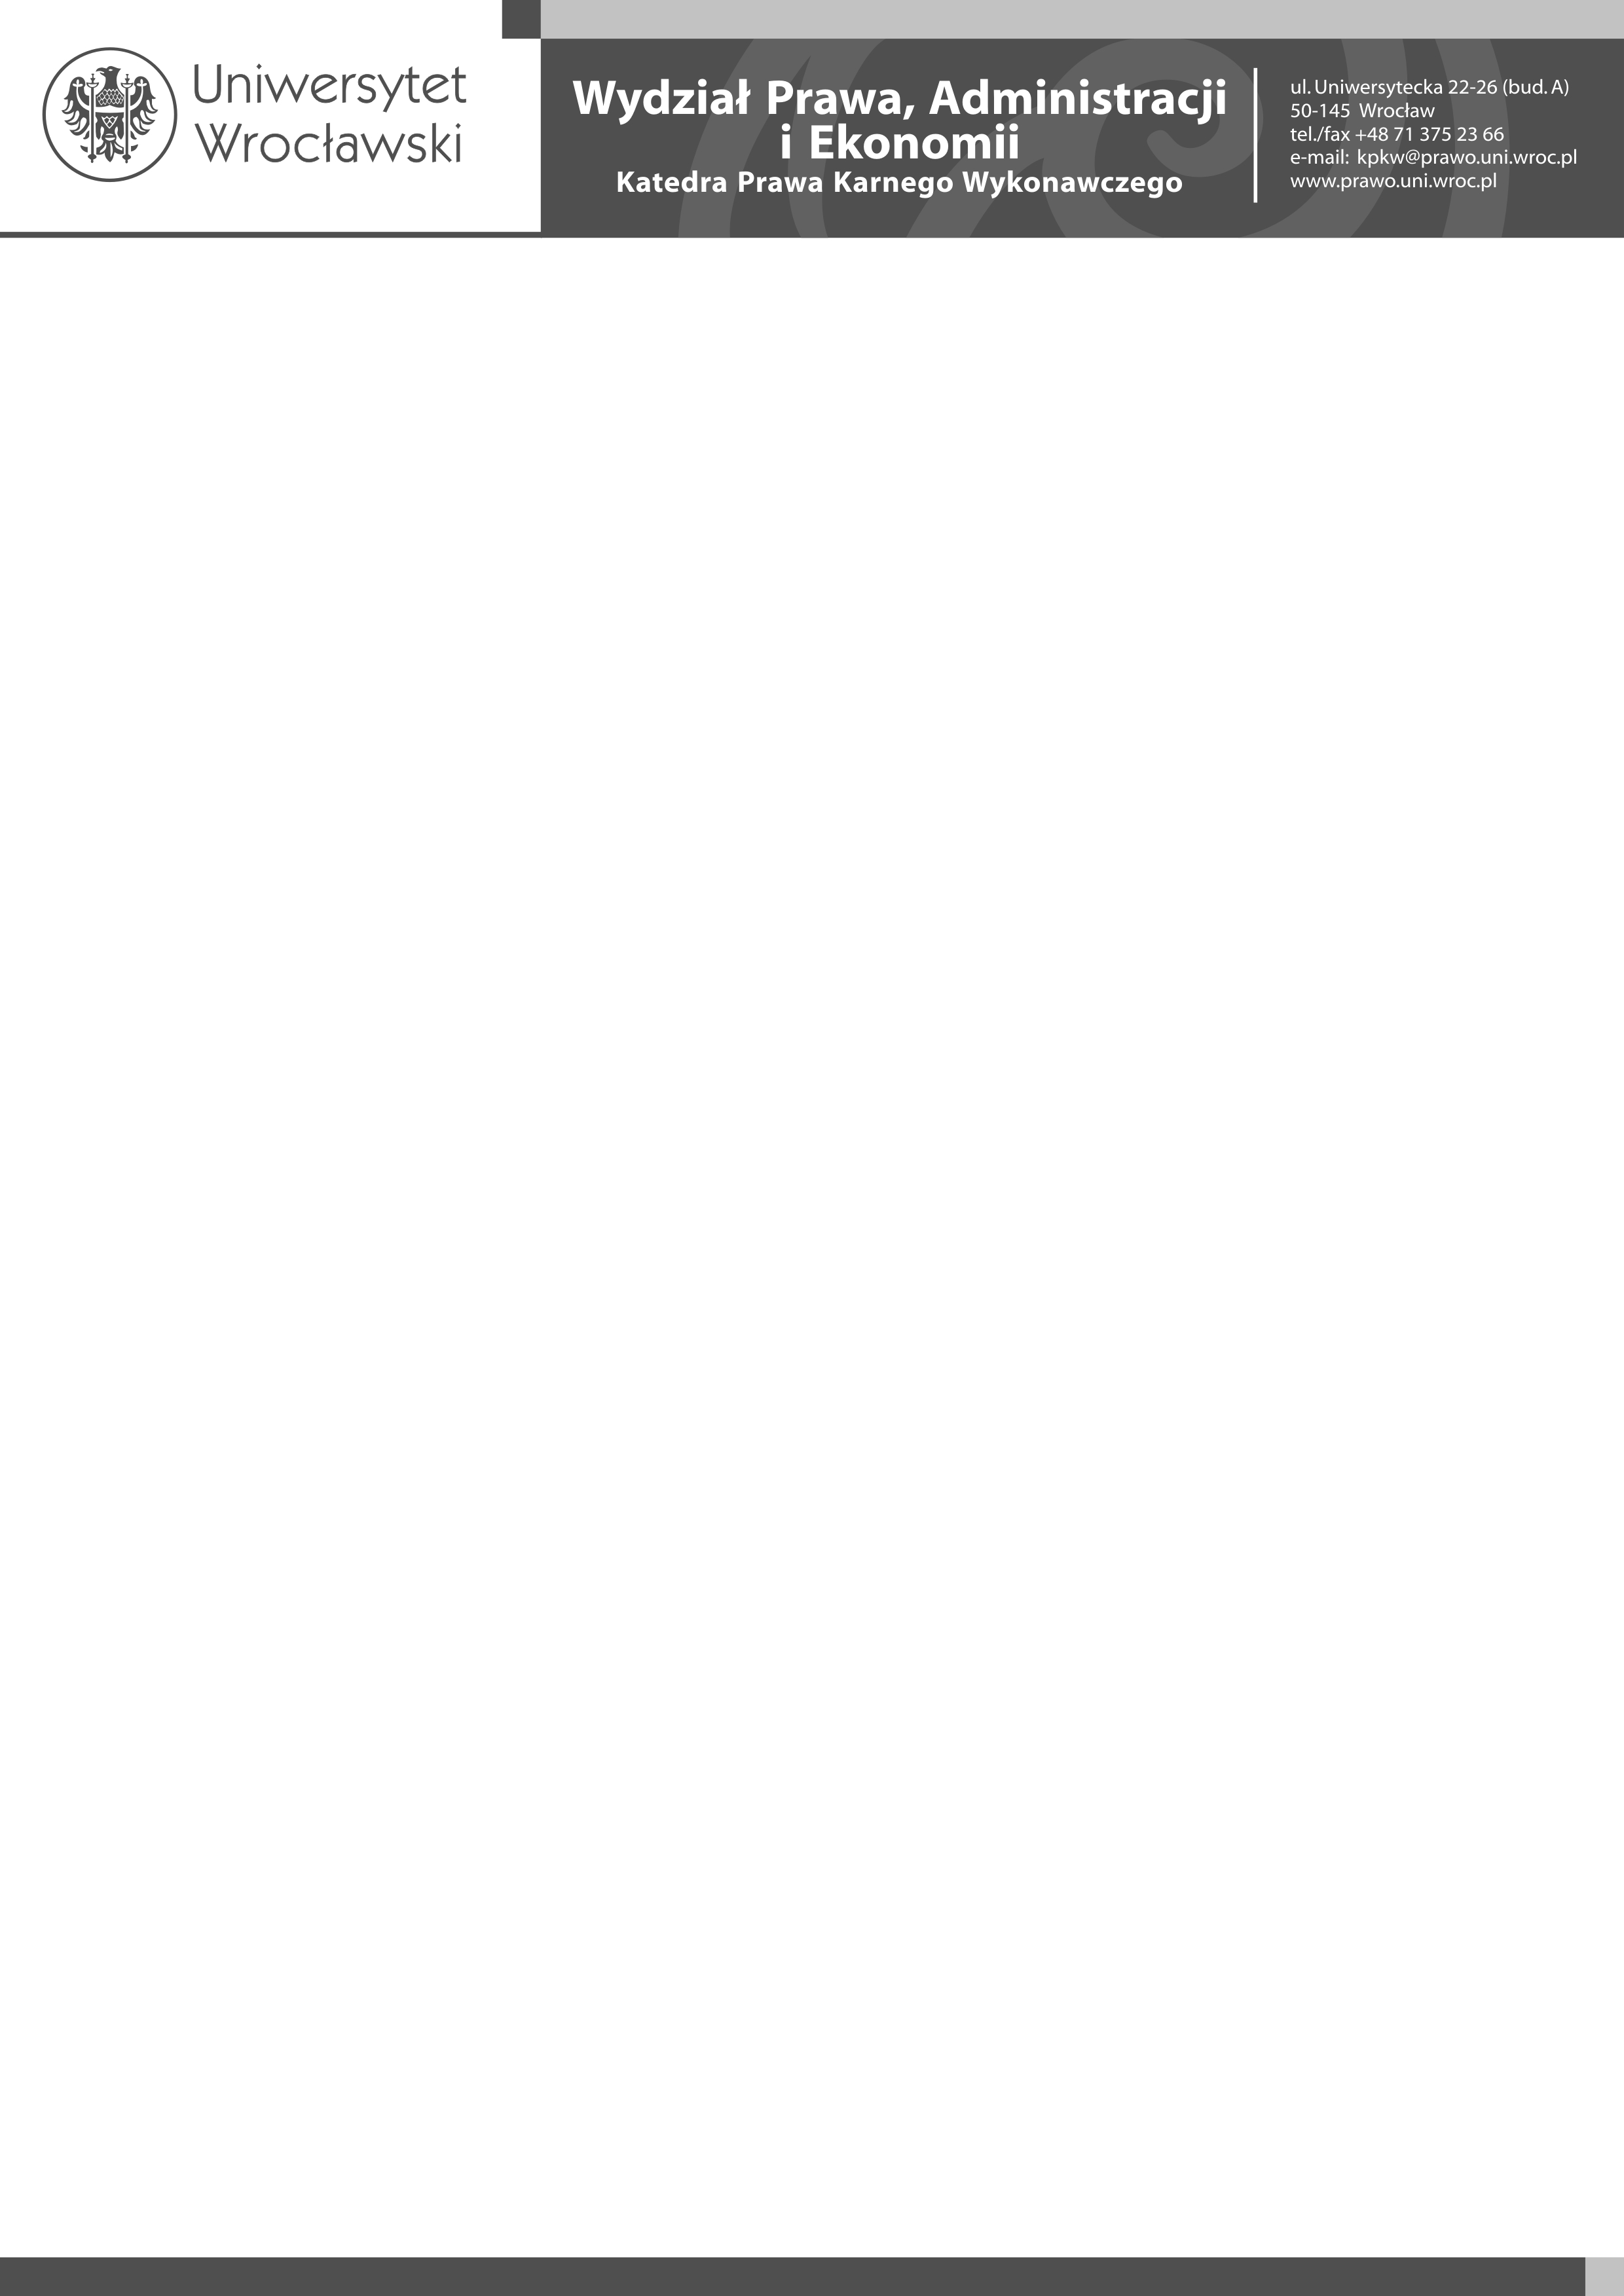 Uniwersytet
Wrocławski
Wydział Prawa, Administracji
i Ekonomii
Katedra Prawa Karnego Wykonawczego
ul. Uniwersytecka 22-26 (bud. A)
50-145 Wrocław
tel./fax +48 71 375 23 66
e-mail: kpkw@prawo.uni.wroc.pl
www.prawo.uni.wroc.pl